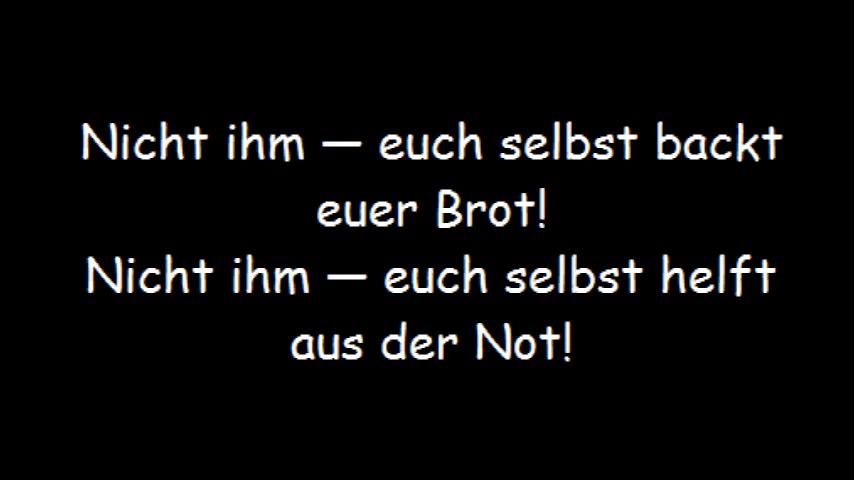 Nicht ihm — euch selbst backt
euer Brot!
Nicht ihm — euch selbst helft
aus der Not!